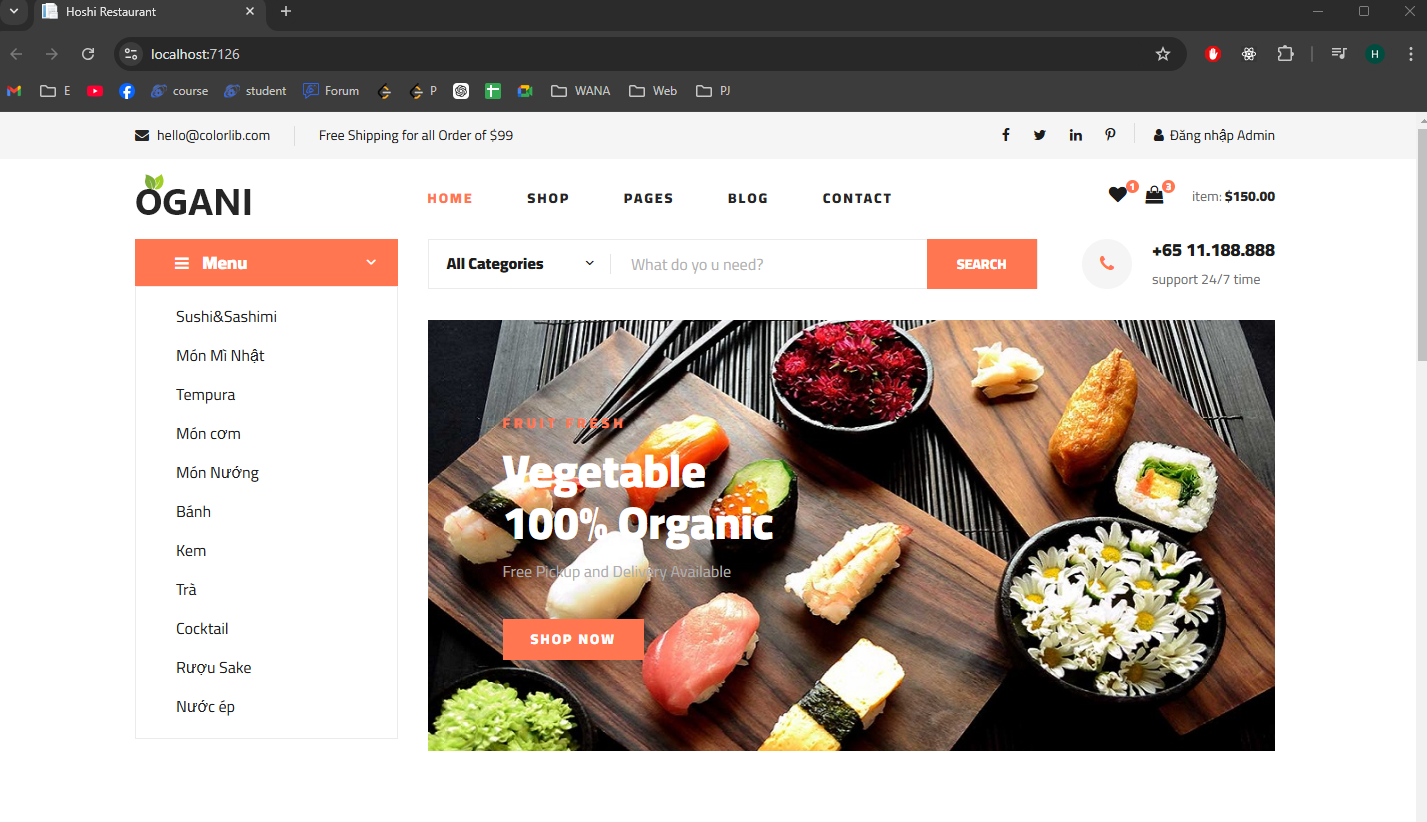 Hoshi Restaurant
localhost:7126
E
course
student
Forum
P
WANA
Web
PJ
H
hello@colorlib.com
Free Shipping for all Order of $99
Đăng nhập Admin
OGANI
HOME
SHOP
PAGES
BLOG
CONTACT
1
3
item: $150.00
Menu
All Categories
What do yo u need?
SEARCH
+65 11.188.888
support 24/7 time
Sushi&Sashimi
Món Mì Nhật
Tempura
Món cơm
Món Nướng
Bánh
Kem
Trà
Cocktail
Rượu Sake
Nước ép
FRUIT FRESH
Vegetable
100% Organic
Free Pickup and Delivery Available
SHOP NOW